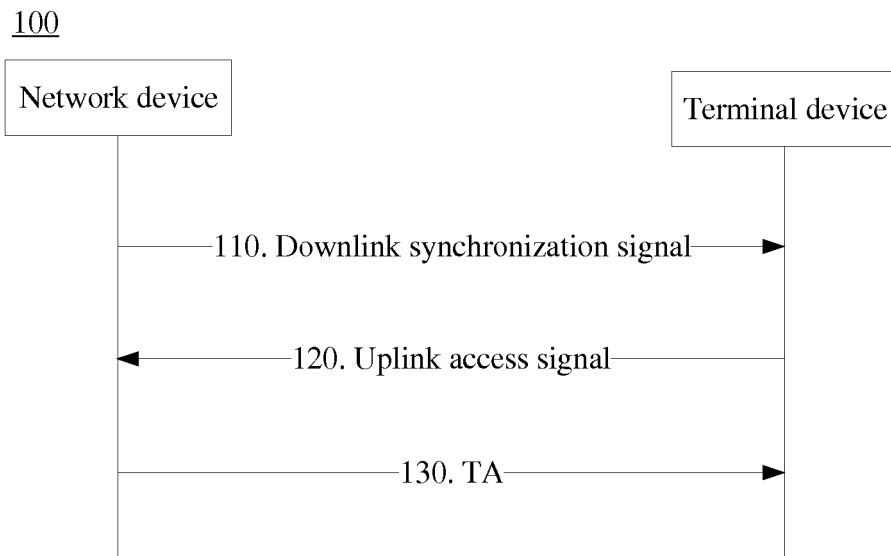 100
Network device
Terminal device
110. Downlink synchronization signal
120. Uplink access signal
130. TA